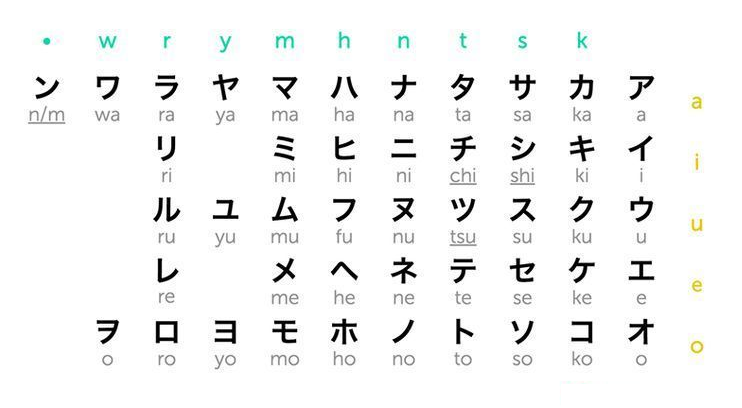 • w r y m h n t s k
ン ワ ラ ヤ マ ハ ナ タ サ カ ア a
n/m wa ra ya ma ha na ta sa ka a
リ ミ ヒ ニ チ シ キ イ i
ri mi hi ni chi shi ki i
ル ユ ム フ ヌ ツ ス ク ウ u
ru yu mu fu nu tsu su ku u
レ メ ヘ ネ テ セ ケ エ e
re me he ne te se ke e
ヲ ロ ヨ モ ホ ノ ト ソ コ オ o
o ro yo mo ho no to so ko o